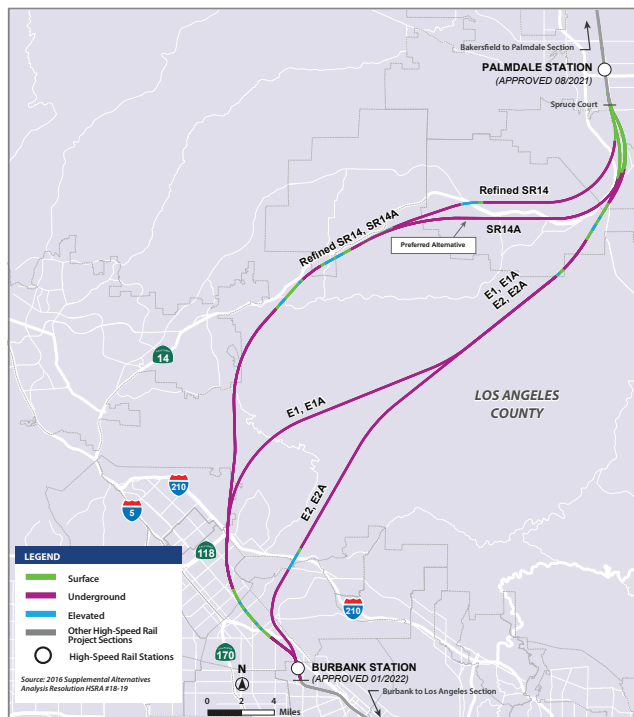 Bakersfield to Palmdale Section
PALMDALE STATION
(APPROVED 08/2021)
Spruce Court
Refined SR14
Refined SR14, SR14A
SR14A
Preferred Alternative
E1, E1A
E2, E2A
CALIFORNIA
14
LOS ANGELES
COUNTY
E1, E1A
210
5
E2, E2A
118
LEGEND
Surface
Underground
Elevated
Other High-Speed Rail
Project Sections
High-Speed Rail Stations
Source: 2016 Supplemental Alternatives
Analysis Resolution HSRA #18-19
210
170
N
BURBANK STATION
(APPROVED 01/2022)
Burbank to Los Angeles Section
0 2 4
Miles